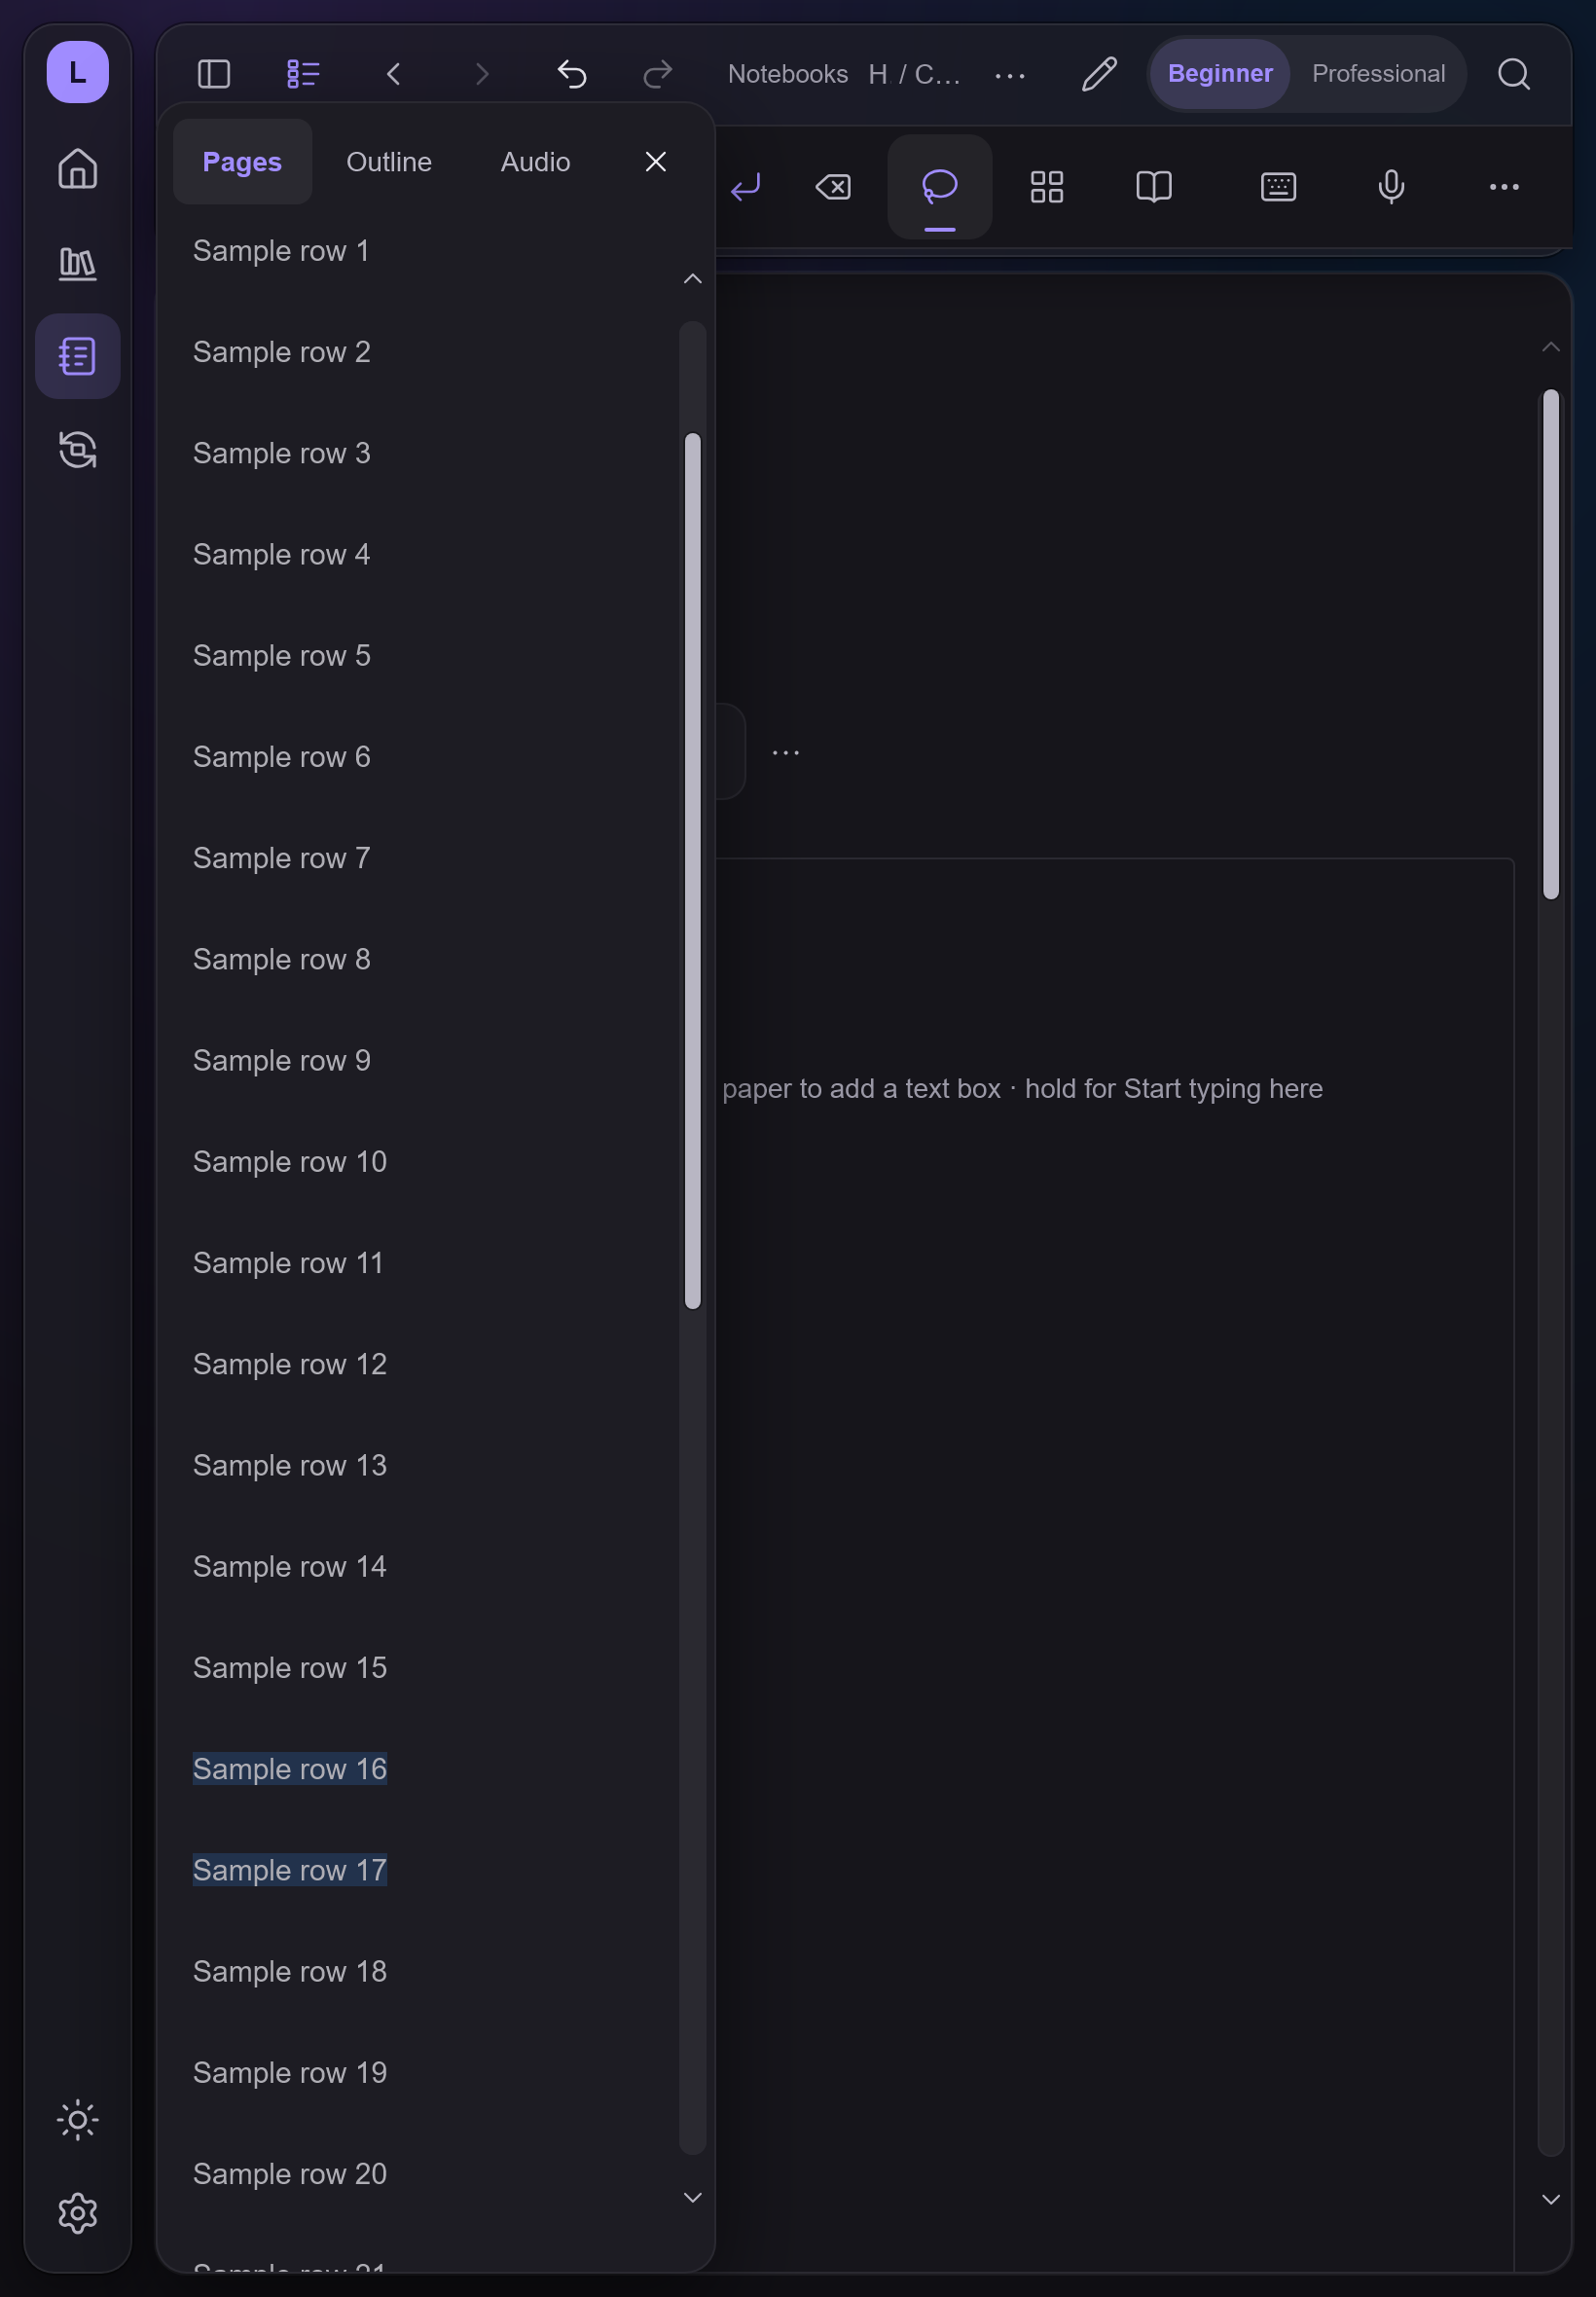 L
Notebooks H / C... ...
Beginner Professional
Pages Outline Audio
Sample row 1
Sample row 2
Sample row 3
Sample row 4
Sample row 5
Sample row 6
Sample row 7
Sample row 8
Sample row 9
paper to add a text box · hold for Start typing here
Sample row 10
Sample row 11
Sample row 12
Sample row 13
Sample row 14
Sample row 15
Sample row 16
Sample row 17
Sample row 18
Sample row 19
Sample row 20
Sample row 21